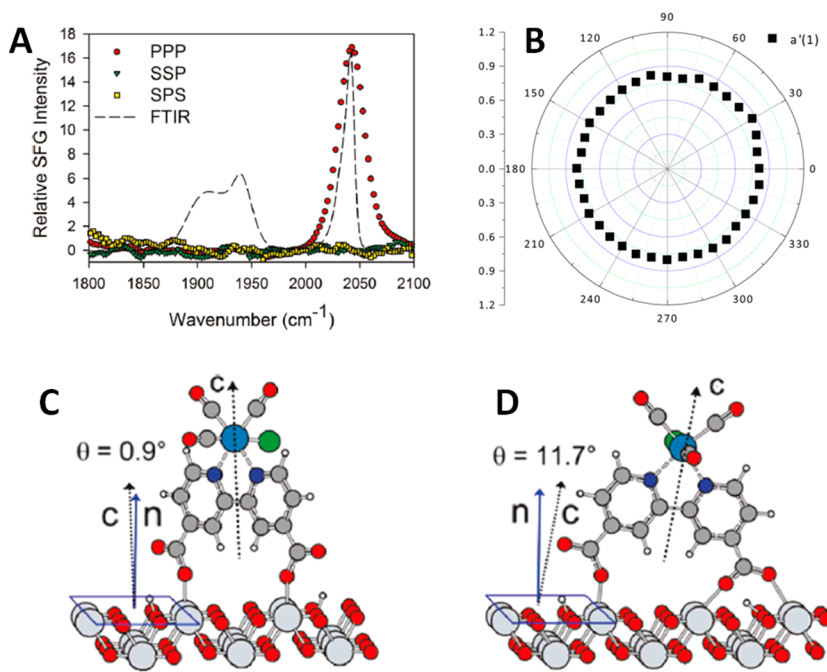 A
PPP
SSP
SPS
FTIR
Relative SFG Intensity
18
16
14
12
10
8
6
4
2
0
1800 1850 1900 1950 2000 2050 2100
Wavenumber (cm-1)
B
a'(1)
1.2
0.9
0.6
0.3
0.0
0.3
0.6
0.9
1.2
90
120 60
150 30
180 0
210 330
240 300
270
C
c
θ = 0.9°
c n
D
c
θ = 11.7°
n c